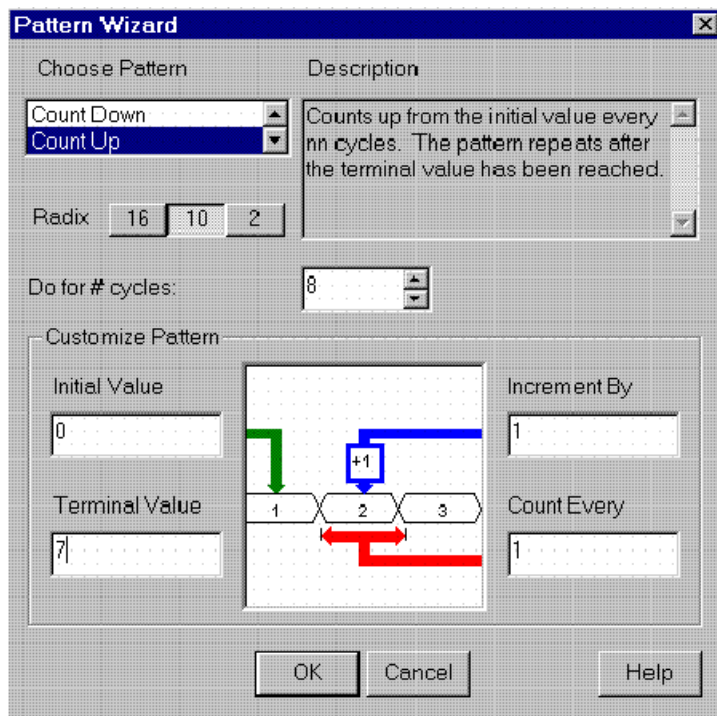 Pattern Wizard
Choose Pattern
Description
Count Down
Count Up
Counts up from the initial value every
nn cycles. The pattern repeats after
the terminal value has been reached.
Radix 16 10 2
Do for # cycles: 8
Customize Pattern
Initial Value
Increment By
0
1
+1
Terminal Value
1 2 3
Count Every
7
1
OK Cancel Help